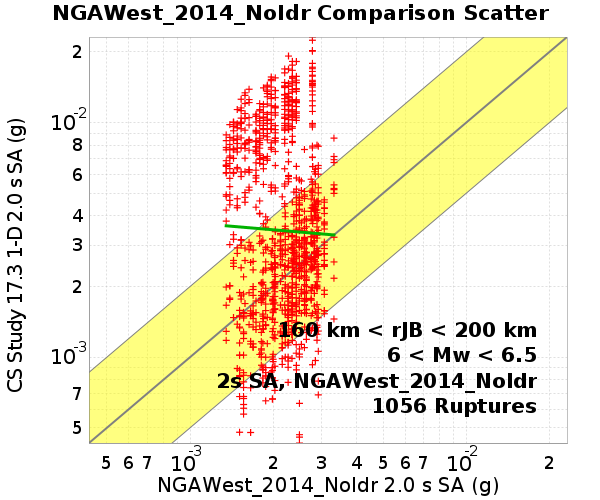 NGAWest_2014_NoIdr Comparison Scatter
CS Study 17.3 1-D 2.0 s SA (g)
2
10-2
8
6
4
3
2
10-3
7
5
160 km < rJB < 200 km
6 < Mw < 6.5
2s SA, NGAWest_2014_NoIdr
1056 Ruptures
5 6 7 10-3 2 3 4 5 6 7 10-2 2
NGAWest_2014_NoIdr 2.0 s SA (g)